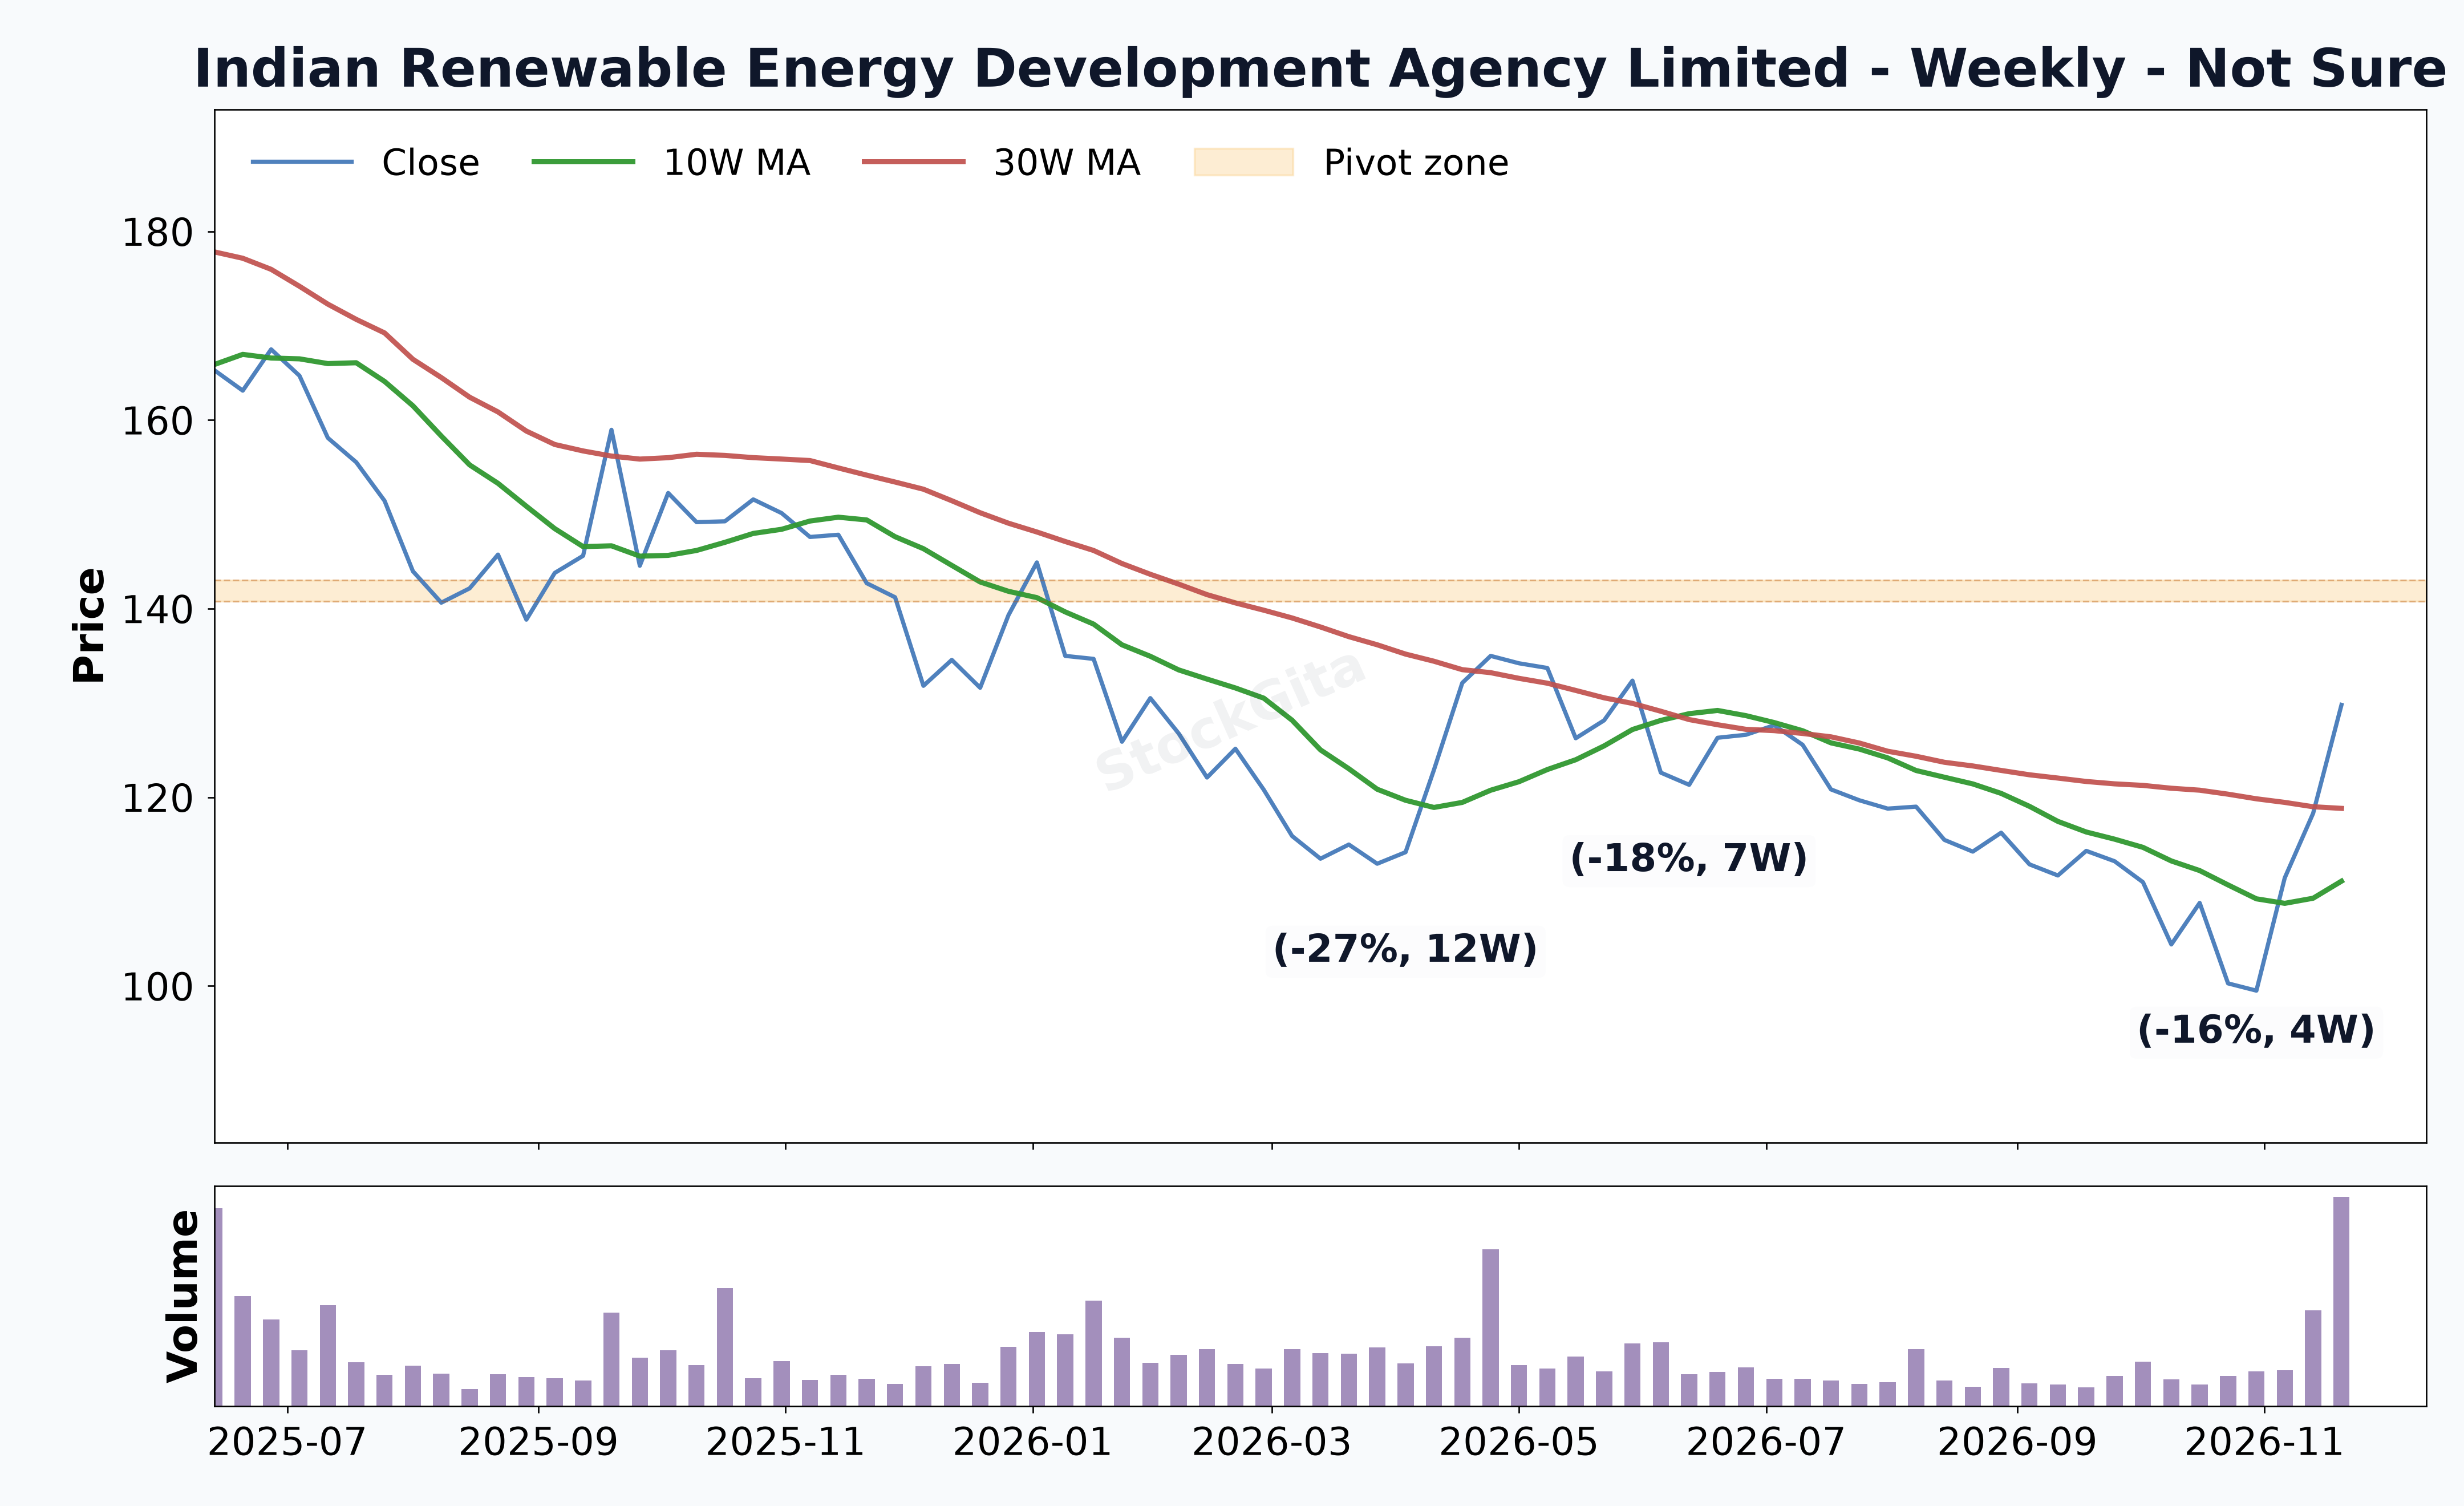 Indian Renewable Energy Development Agency Limited - Weekly - Not Sure
Close 10W MA 30W MA Pivot zone
Price
180
160
140
120
100
StockGita
(-18%, 7W)
(-27%, 12W)
(-16%, 4W)
Volume
2025-07 2025-09 2025-11 2026-01 2026-03 2026-05 2026-07 2026-09 2026-11